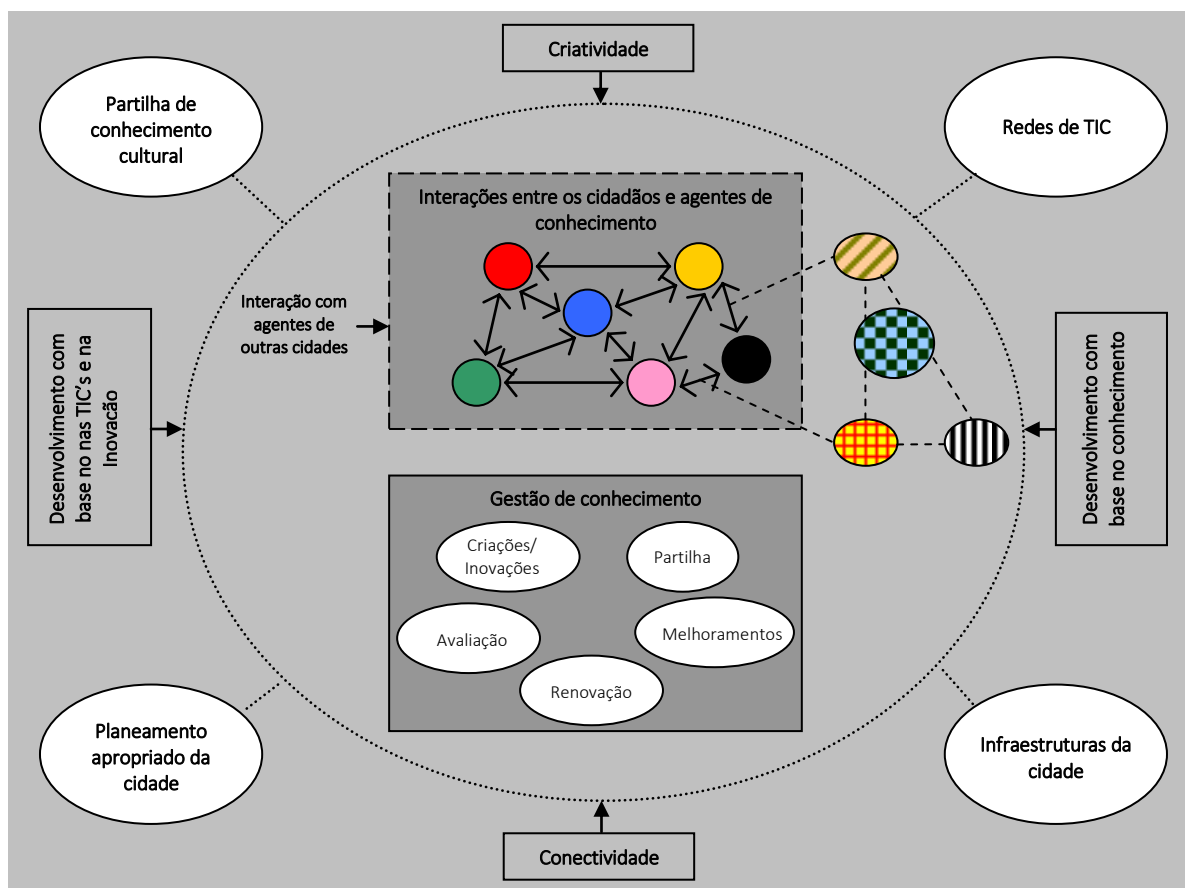 Criatividade
Partilha de
conhecimento
cultural
Redes de TIC
Interações entre os cidadãos e agentes de
conhecimento
Interação com
agentes de
outras cidades
Desenvolvimento com
base no nas TIC's e na
Inovacão
Desenvolvimento com
base no conhecimento
Gestão de conhecimento
Criações/
Inovações
Partilha
Avaliação
Melhoramentos
Renovação
Planeamento
apropriado da
cidade
Infraestruturas da
cidade
Conectividade